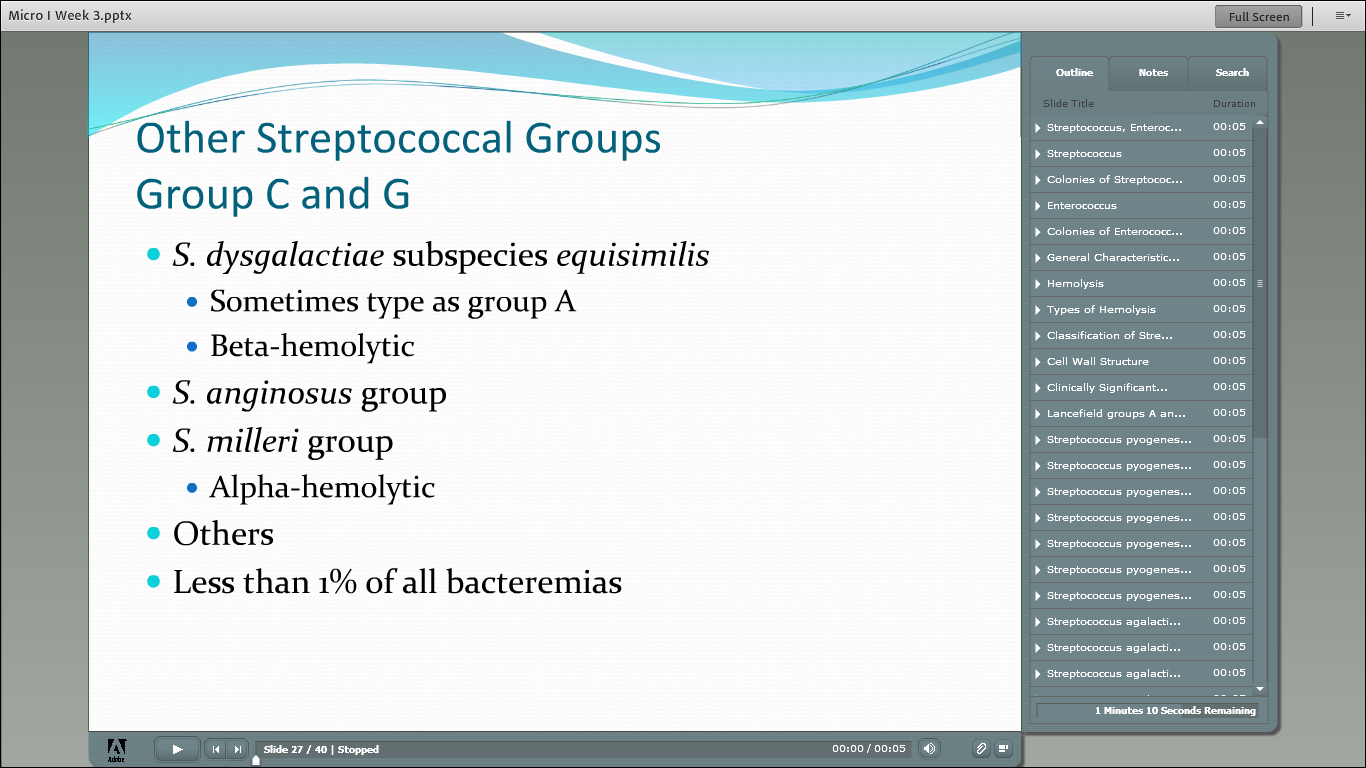 Micro I Week 3.pptx
Full Screen
Other Streptococcal Groups
Group C and G
S. dysgalactiae subspecies equisimilis
Sometimes type as group A
Beta-hemolytic
S. anginosus group
S. milleri group
Alpha-hemolytic
Others
Less than 1% of all bacteremias
Outline Notes Search
Slide Title Duration
Streptococcus, Enteroc... 00:05
Streptococcus 00:05
Colonies of Streptococ... 00:05
Enterococcus 00:05
Colonies of Enterococc... 00:05
General Characteristic... 00:05
Hemolysis 00:05
Types of Hemolysis 00:05
Classification of Stre... 00:05
Cell Wall Structure 00:05
Clinically Significant... 00:05
Lancefield groups A an... 00:05
Streptococcus pyogenes... 00:05
Streptococcus pyogenes... 00:05
Streptococcus pyogenes... 00:05
Streptococcus pyogenes... 00:05
Streptococcus pyogenes... 00:05
Streptococcus pyogenes... 00:05
Streptococcus pyogenes... 00:05
Streptococcus agalacti... 00:05
Streptococcus agalacti... 00:05
Streptococcus agalacti... 00:05
1 Minutes 10 Seconds Remaining
Adobe
Slide 27 / 40 | Stopped
00:00 / 00:05